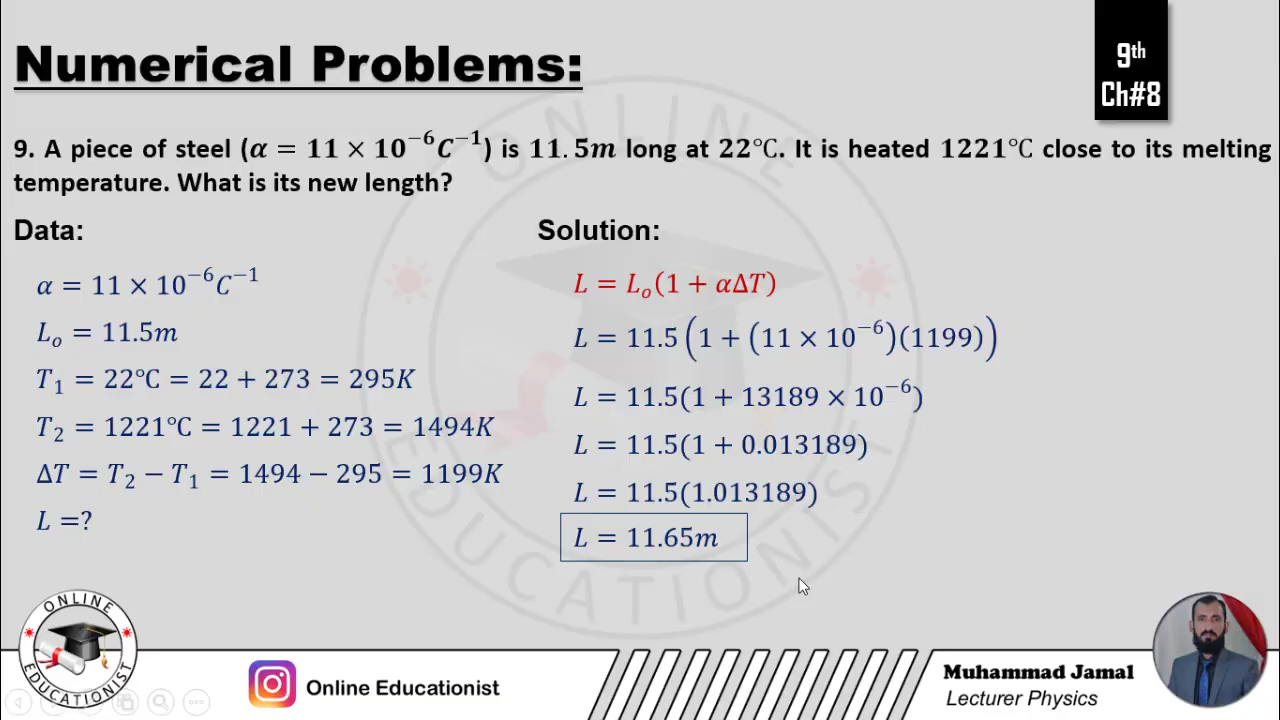 Numerical Problems:
9th
Ch#8
9. A piece of steel (α = 11 × 10⁻⁶C⁻¹) is 11.5m long at 22℃. It is heated 1221℃ close to its melting
temperature. What is its new length?
Data:
α = 11 × 10⁻⁶C⁻¹
Lₒ = 11.5m
T₁ = 22℃ = 22 + 273 = 295K
T₂ = 1221℃ = 1221 + 273 = 1494K
ΔT = T₂ − T₁ = 1494 − 295 = 1199K
L =?
Solution:
L = Lₒ(1 + αΔT)
L = 11.5(1 + (11 × 10⁻⁶)(1199))
L = 11.5(1 + 13189 × 10⁻⁶)
L = 11.5(1 + 0.013189)
L = 11.5(1.013189)
L = 11.65m
ONLINE
EDUCATIONIST
ONLINE
EDUCATIONIST
Online Educationist
Muhammad Jamal
Lecturer Physics